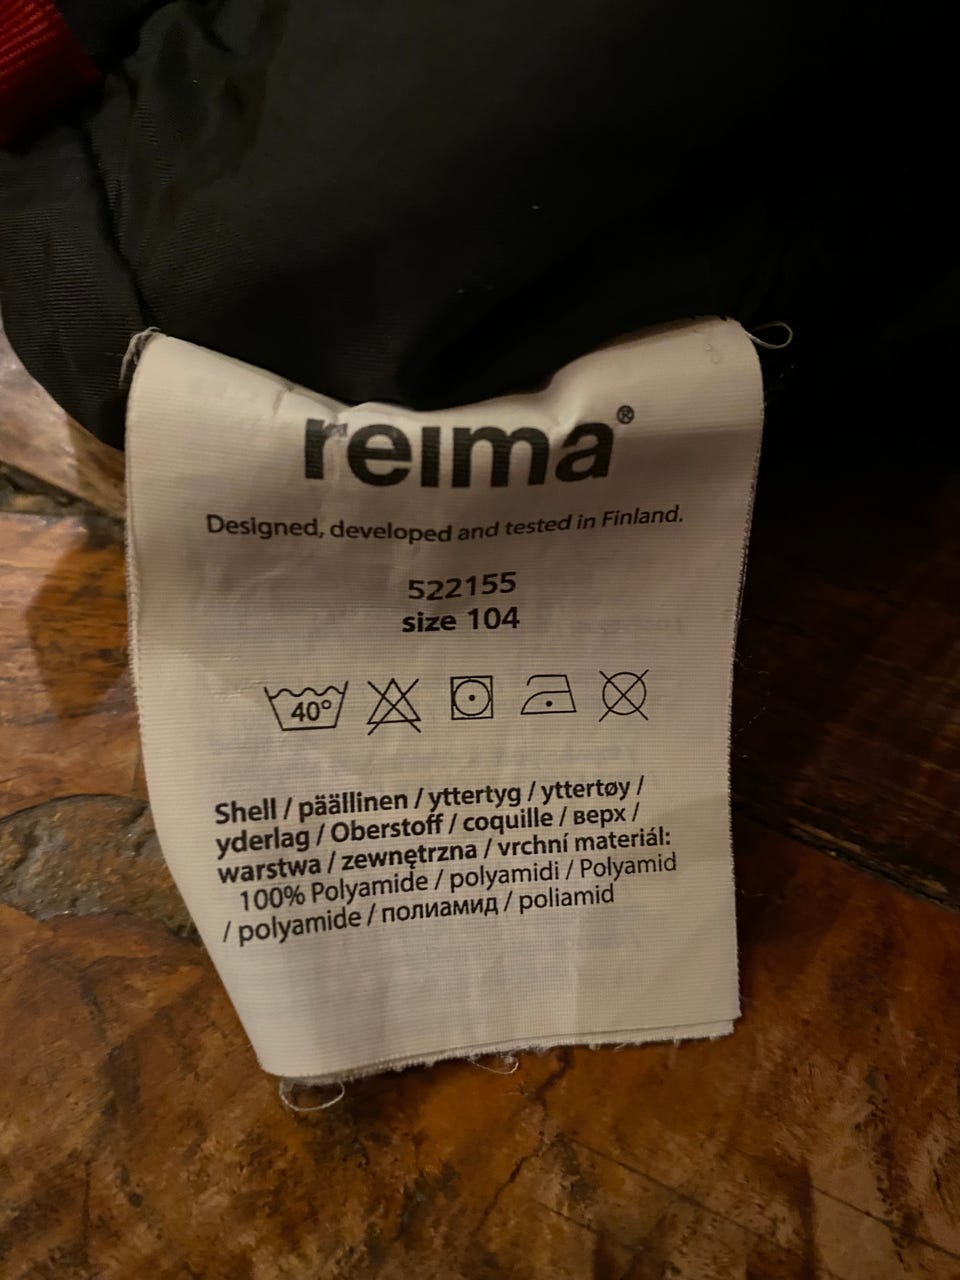 reima®
Designed, developed and tested in Finland.
522155
size 104
40°
Shell / päällinen / yttertyg / yttertøy /
yderlag / Oberstoff / coquille / верх /
warstwa / zewnętrzna / vrchní materiál:
100% Polyamide / polyamidi / Polyamid
/ polyamide / полиамид / poliamid